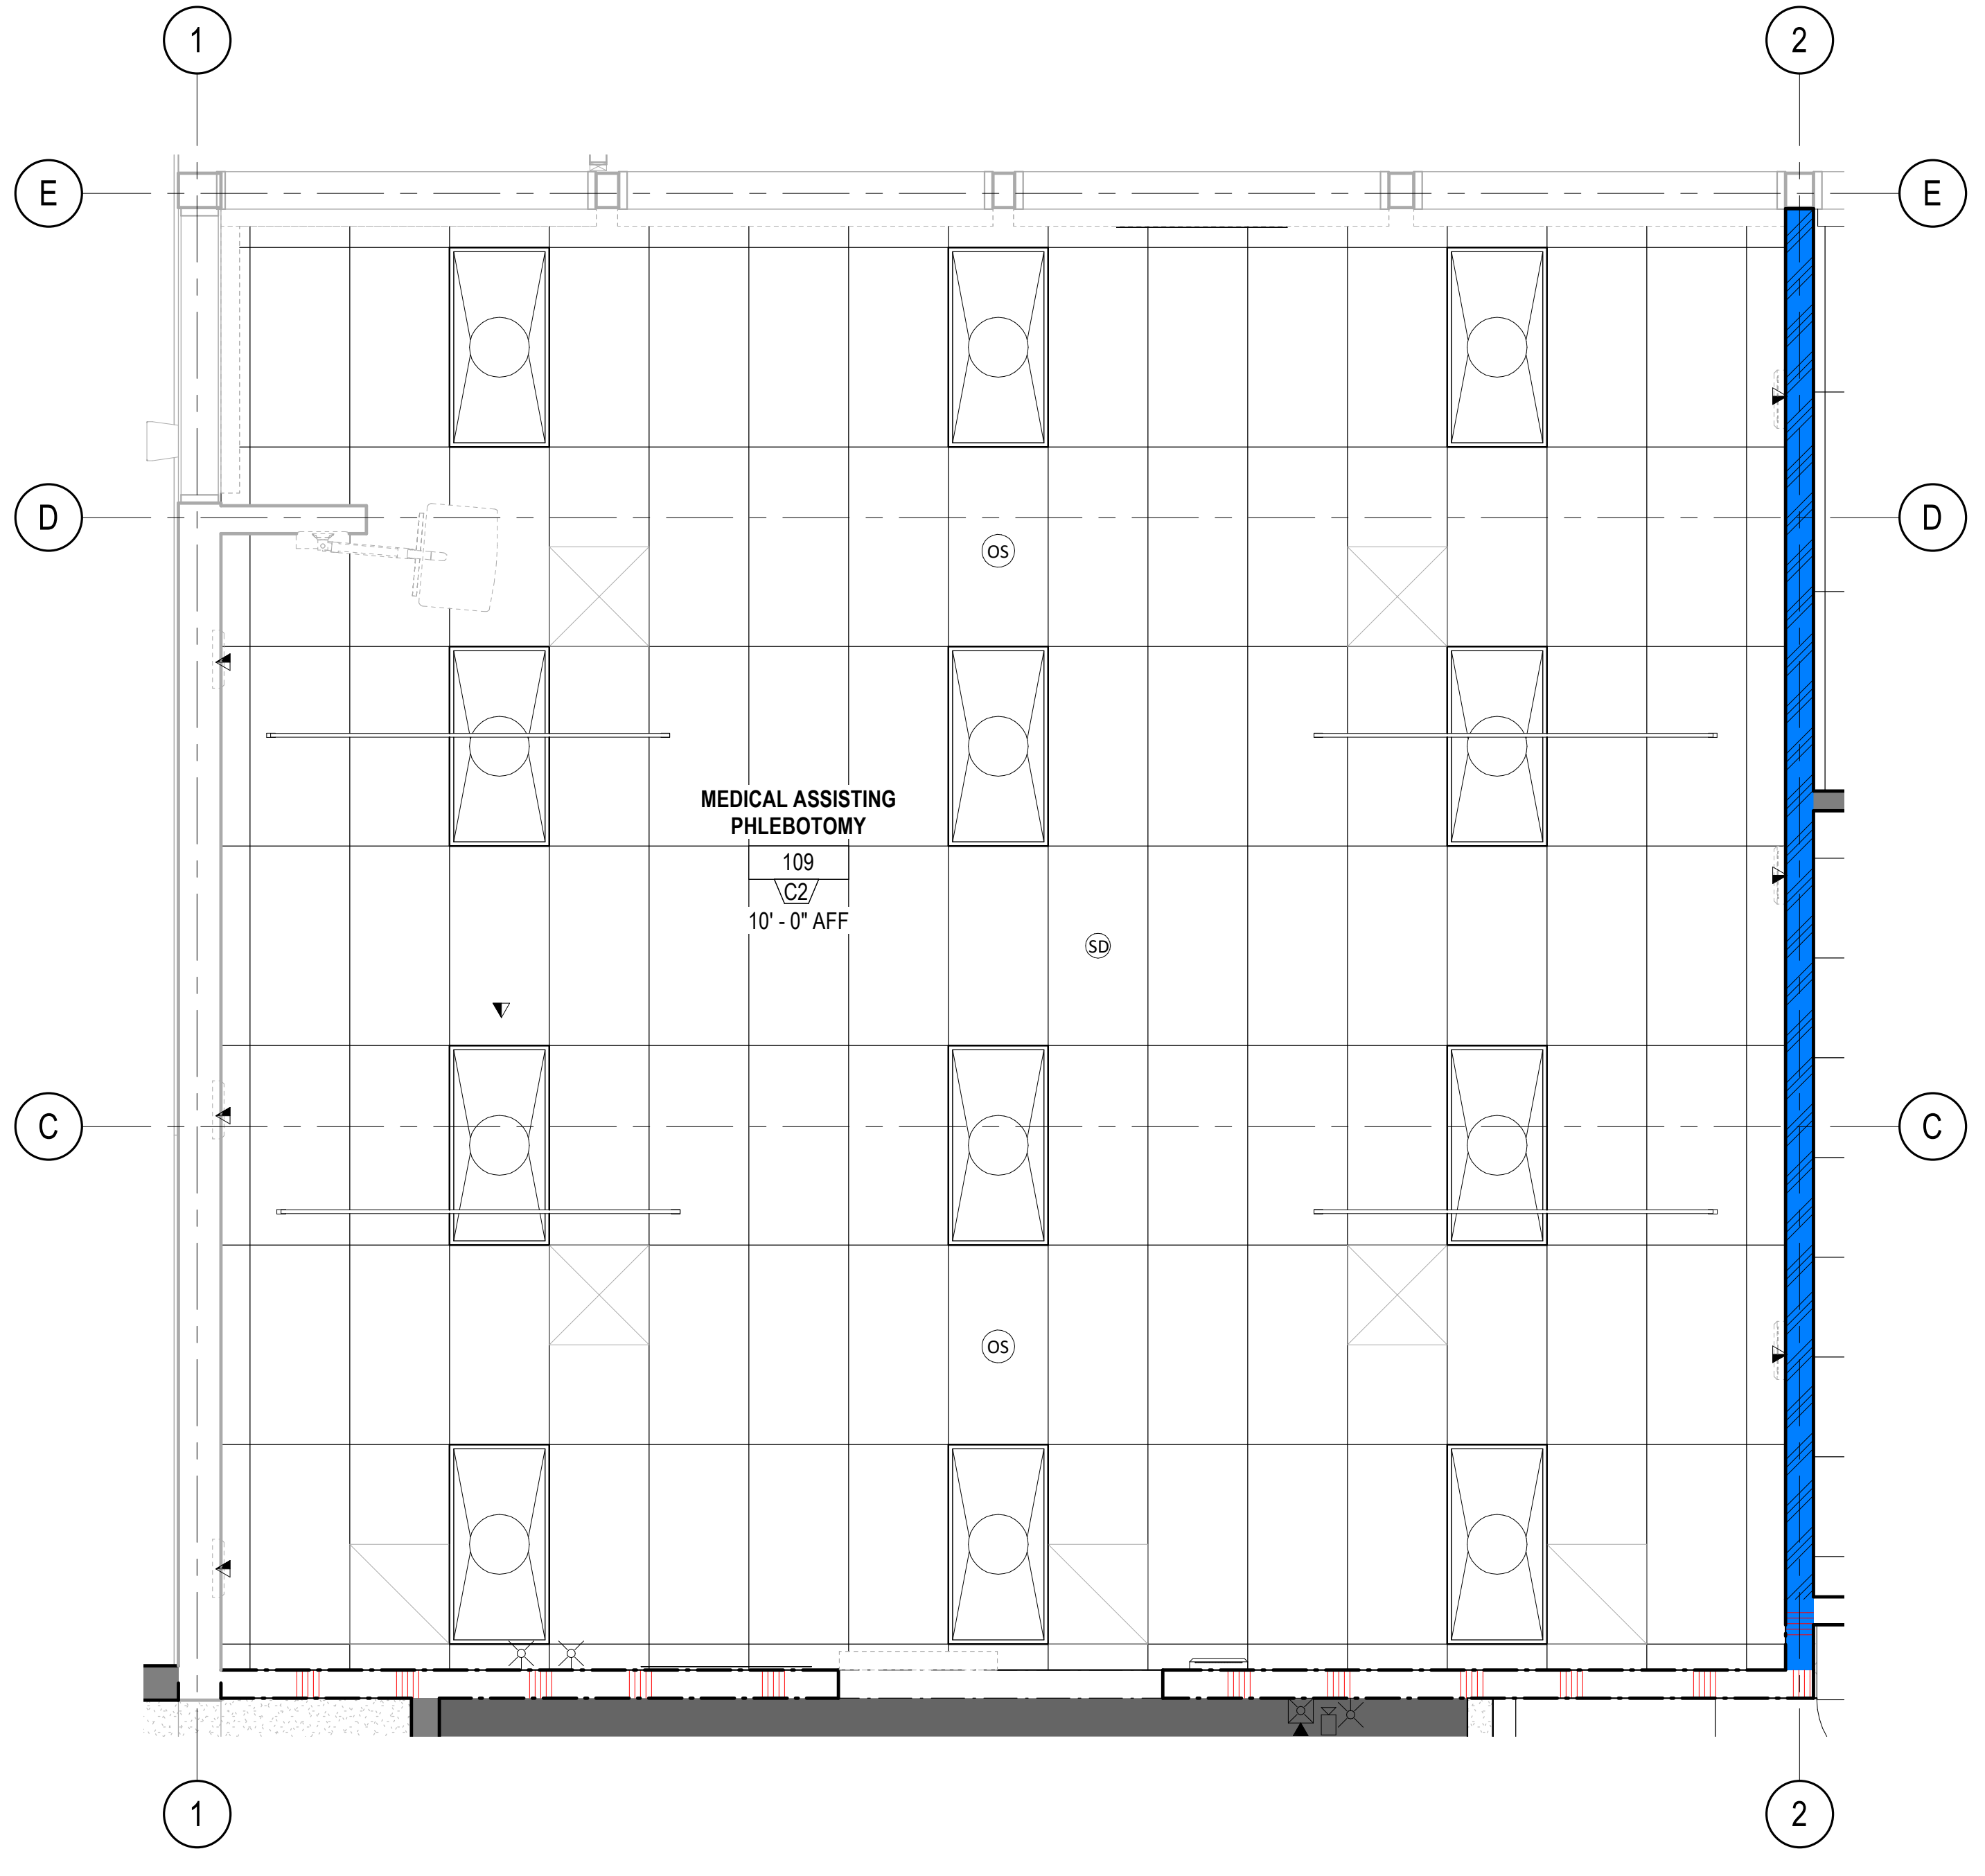 1
2
E
E
D
D
OS
MEDICAL ASSISTING
PHLEBOTOMY
109
C2
10' - 0" AFF
SD
C
C
OS
1
2